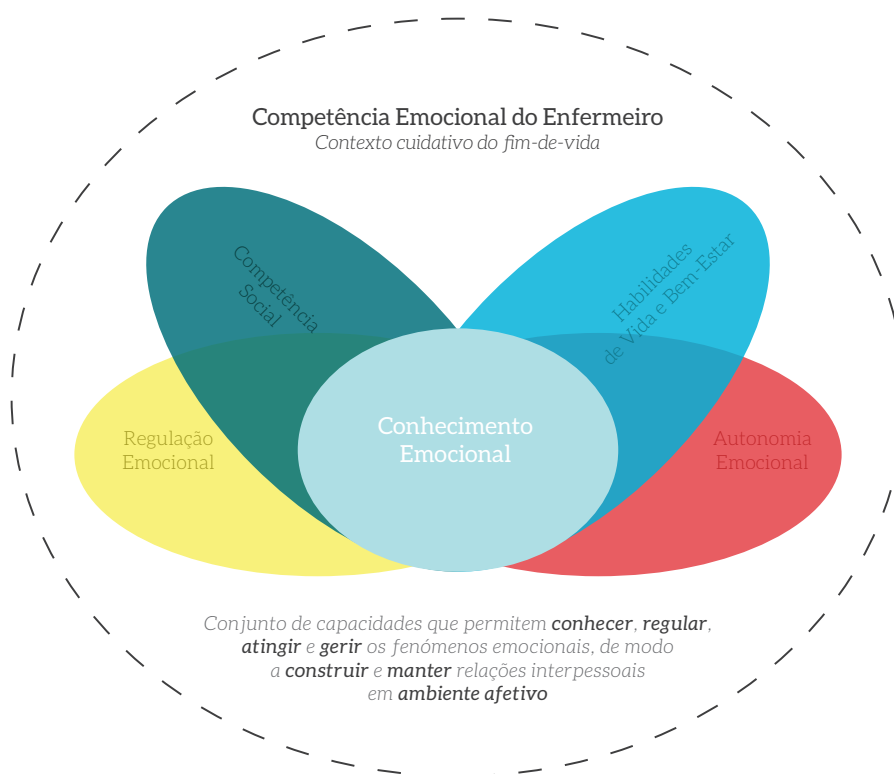 Competência Emocional do Enfermeiro
Contexto cuidativo do fim-de-vida
Competência
Social
Habilidades
de Vida e Bem-Estar
Regulação
Emocional
Conhecimento
Emocional
Autonomia
Emocional
Conjunto de capacidades que permitem conhecer, regular,
atingir e gerir os fenómenos emocionais, de modo
a construir e manter relações interpessoais
em ambiente afetivo